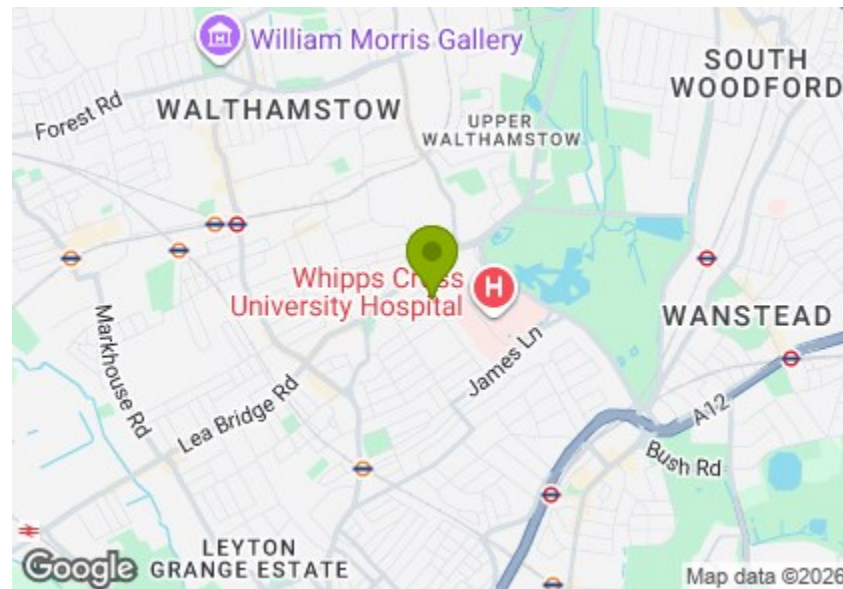 William Morris Gallery
SOUTH
WOODFORD
Forest Rd
WALTHAMSTOW
UPPER
WALTHAMSTOW
Whipps Cross
University Hospital
H
WANSTEAD
Markhouse Rd
James Ln
Lea Bridge Rd
A12
Bush Rd
LEYTON
GRANGE ESTATE
Google
Map data ©2026